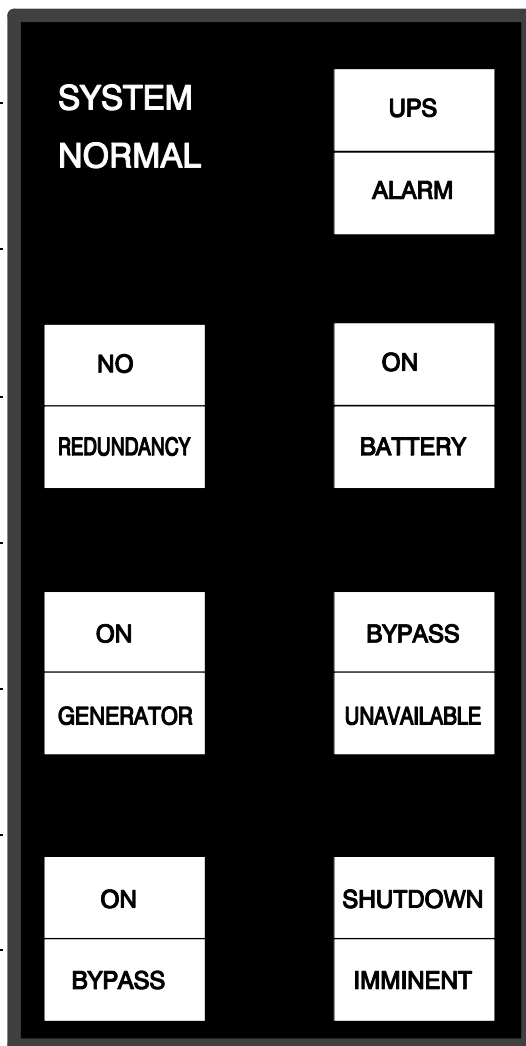 SYSTEM
NORMAL
UPS
ALARM
NO
REDUNDANCY
ON
BATTERY
ON
GENERATOR
BYPASS
UNAVAILABLE
ON
BYPASS
SHUTDOWN
IMMINENT